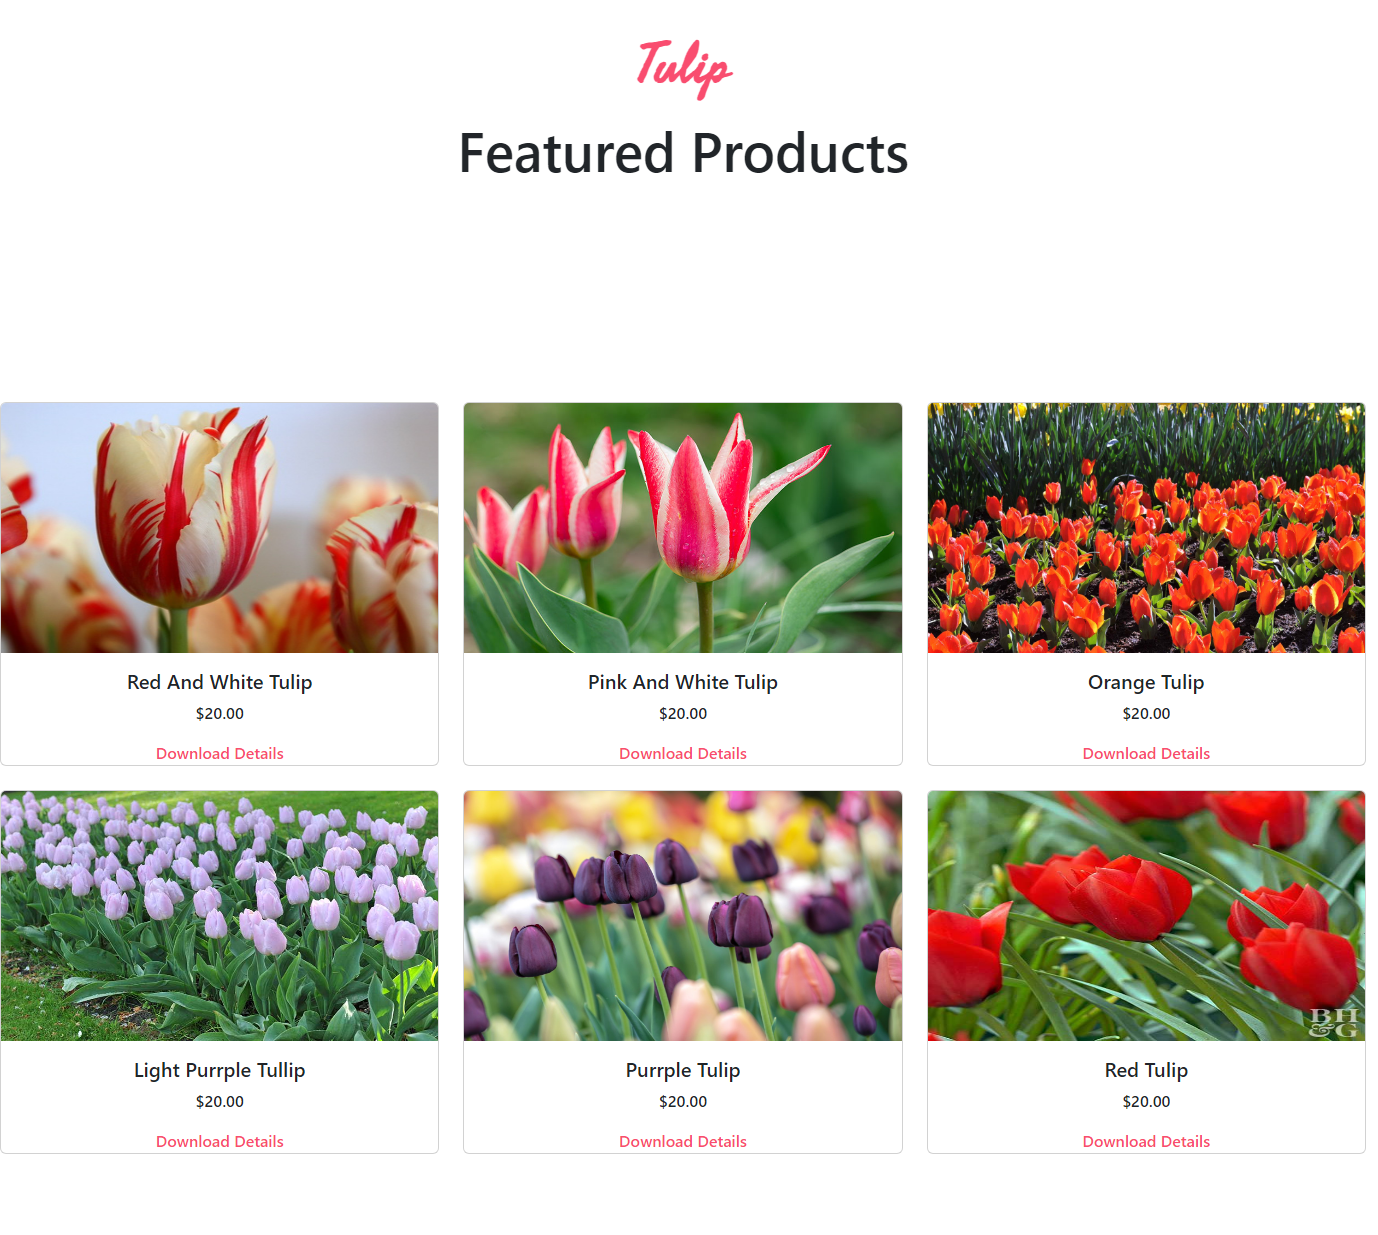 Tulip
Featured Products
Red And White Tulip
$20.00
Download Details
Pink And White Tulip
$20.00
Download Details
Orange Tulip
$20.00
Download Details
Light Purrple Tullip
$20.00
Download Details
Purrple Tulip
$20.00
Download Details
BH
&G
Red Tulip
$20.00
Download Details